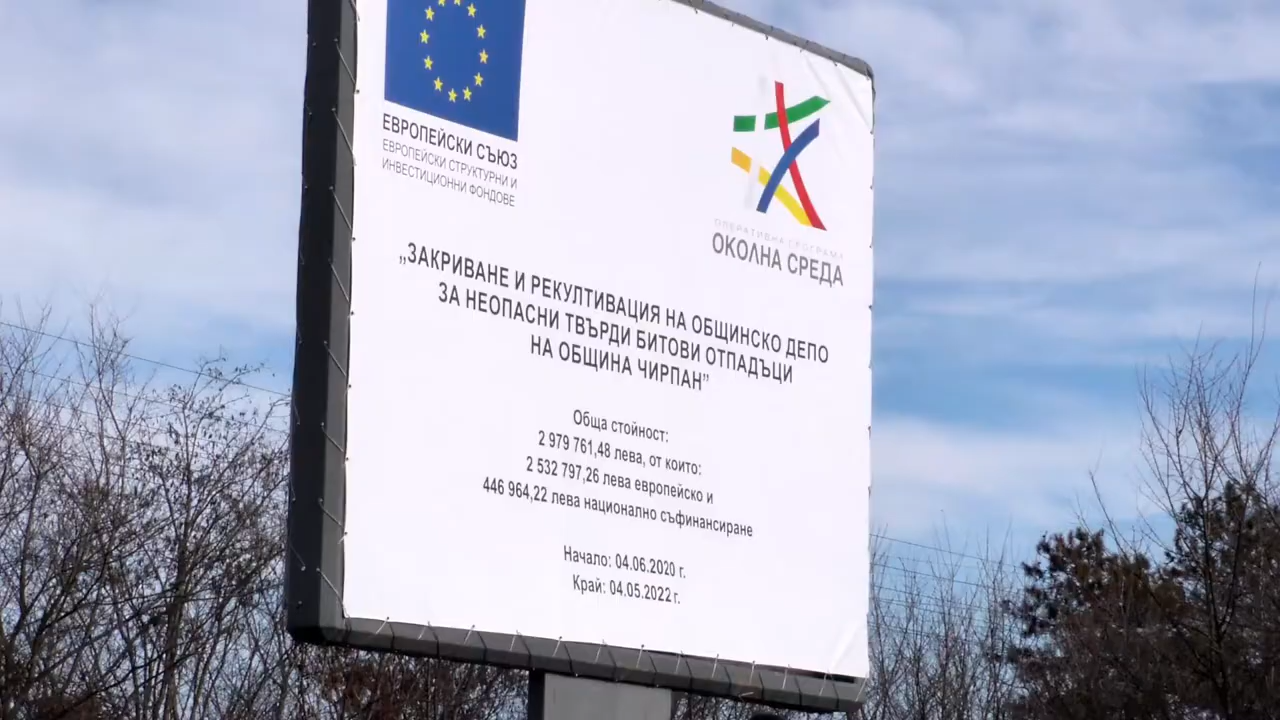 ЕВРОПЕЙСКИ СЪЮЗ
ЕВРОПЕЙСКИ СТРУКТУРНИ И
ИНВЕСТИЦИОННИ ФОНДОВЕ
ОПЕРАТИВНА ПРОГРАМА
ОКОЛНА СРЕДА
„ЗАКРИВАНЕ И РЕКУЛТИВАЦИЯ НА ОБЩИНСКО ДЕПО
ЗА НЕОПАСНИ ТВЪРДИ БИТОВИ ОТПАДЪЦИ
НА ОБЩИНА ЧИРПАН”
Обща стойност:
2 979 761,48 лева, от които:
2 532 797,26 лева европейско и
446 964,22 лева национално съфинансиране
Начало: 04.06.2020 г.
Край: 04.05.2022 г.